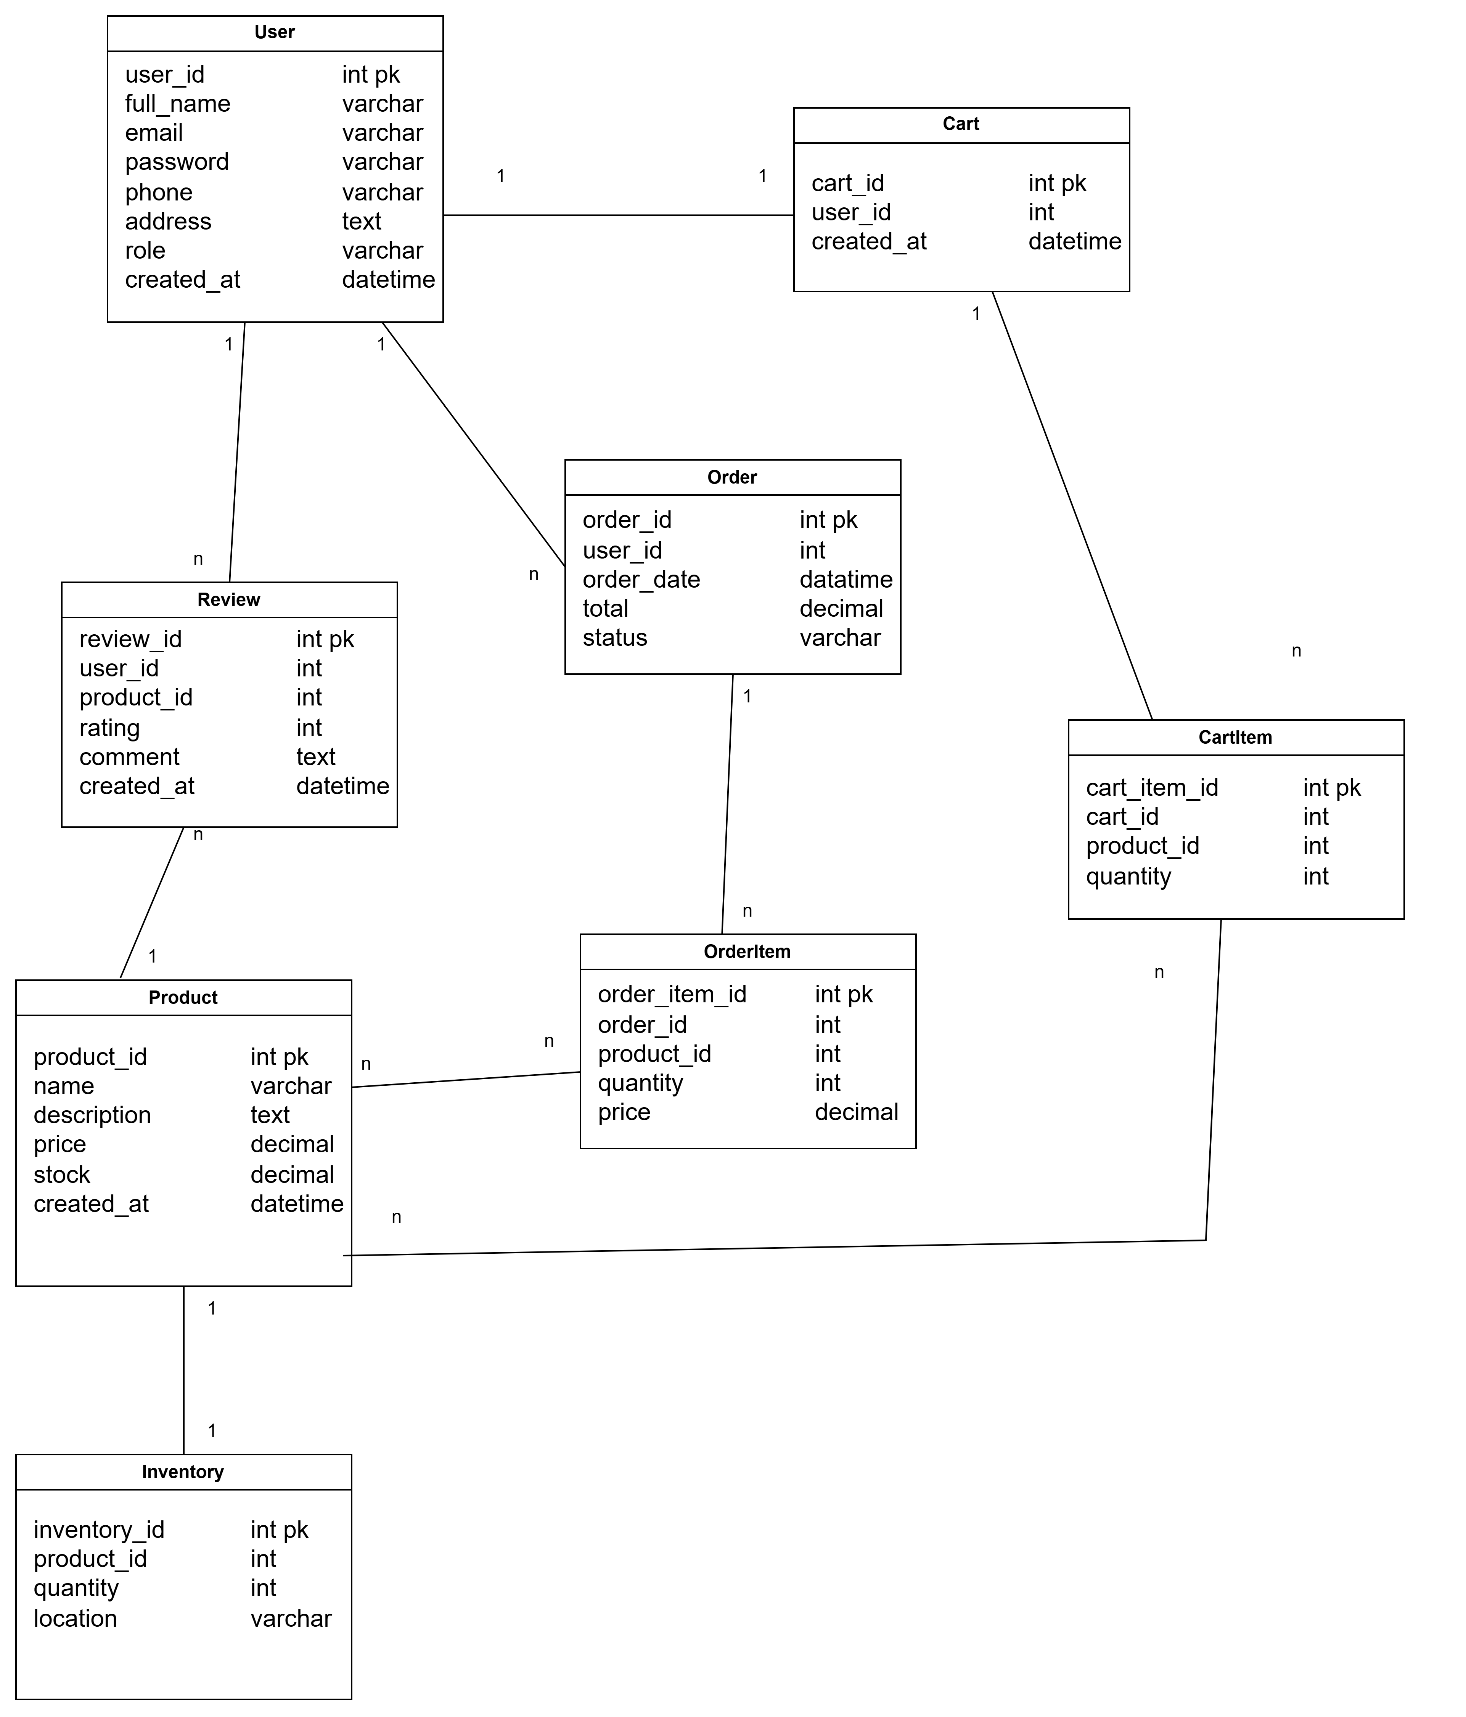 User
user_id int pk
full_name varchar
email varchar
password varchar
phone varchar
address text
role varchar
created_at datetime
Cart
cart_id int pk
user_id int
created_at datetime
1
1
1
1
1
Order
order_id int pk
user_id int
order_date datatime
total decimal
status varchar
n
n
Review
review_id int pk
user_id int
product_id int
rating int
comment text
created_at datetime
n
CartItem
cart_item_id int pk
cart_id int
product_id int
quantity int
1
n
n
1
n
OrderItem
order_item_id int pk
order_id int
product_id int
quantity int
price decimal
Product
product_id int pk
name varchar
description text
price decimal
stock decimal
created_at datetime
n
n
n
1
1
Inventory
inventory_id int pk
product_id int
quantity int
location varchar